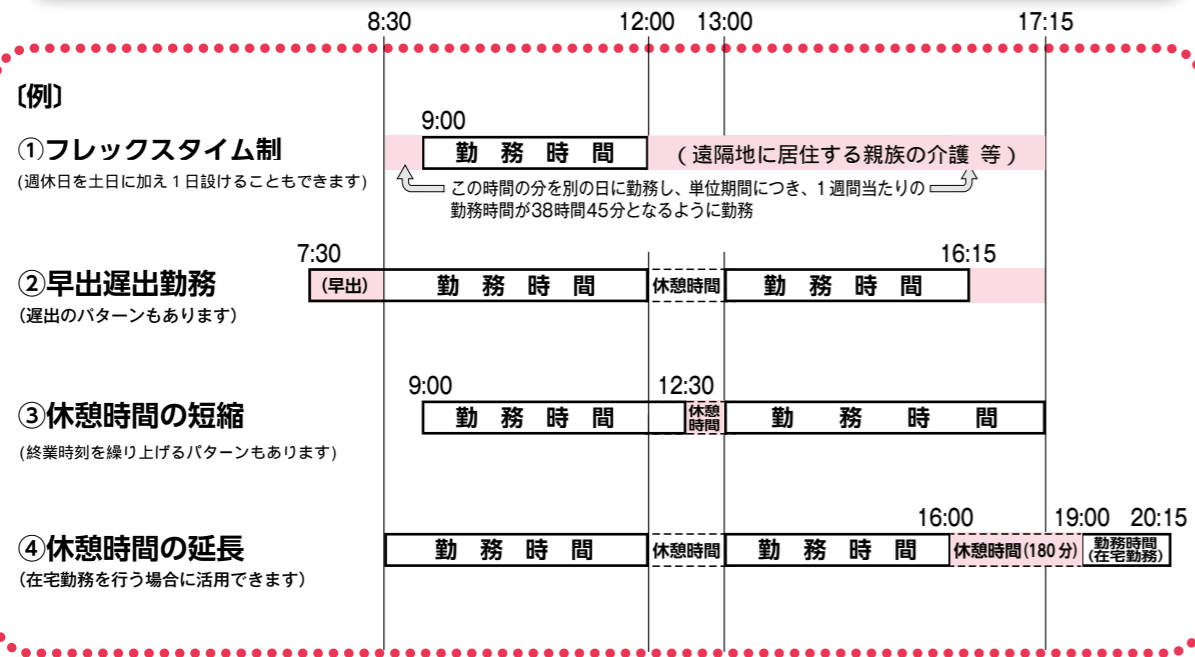 8:30 12:00 13:00 17:15
〔例〕
9:00
①フレックスタイム制 勤務時間 (遠隔地に居住する親族の介護 等)
(週休日を土日に加え1日設けることもできます)
この時間の分を別の日に勤務し、単位期間につき、1週間当たりの
勤務時間が38時間45分となるように勤務
7:30 16:15
②早出遅出勤務 (早出) 勤務時間 休憩時間 勤務時間
(遅出のパターンもあります)
9:00 12:30
③休憩時間の短縮 勤務時間 休憩時間 勤務時間
(終業時刻を繰り上げるパターンもあります)
16:00 19:00 20:15
④休憩時間の延長 勤務時間 休憩時間 勤務時間 休憩時間(180分) 勤務時間(在宅勤務)
(在宅勤務を行う場合に活用できます)